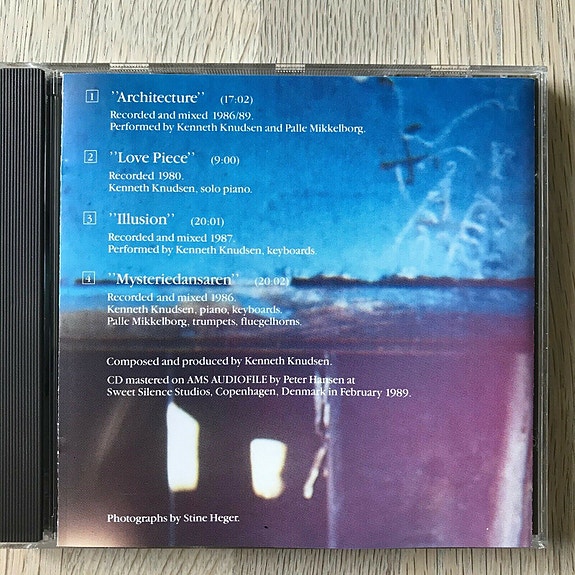 1 "Architecture" (17:02)
Recorded and mixed 1986/89.
Performed by Kenneth Knudsen and Palle Mikkelborg.
2 "Love Piece" (9:00)
Recorded 1980.
Kenneth Knudsen, solo piano.
3 "Illusion" (20:01)
Recorded and mixed 1987.
Performed by Kenneth Knudsen, keyboards.
4 "Mysteriedansaren" (20:02)
Recorded and mixed 1986.
Kenneth Knudsen, piano, keyboards.
Palle Mikkelborg, trumpets, fluegelhorns.
Composed and produced by Kenneth Knudsen.
CD mastered on AMS AUDIOFILE by Peter Hansen at
Sweet Silence Studios, Copenhagen, Denmark in February 1989.
Photographs by Stine Heger.